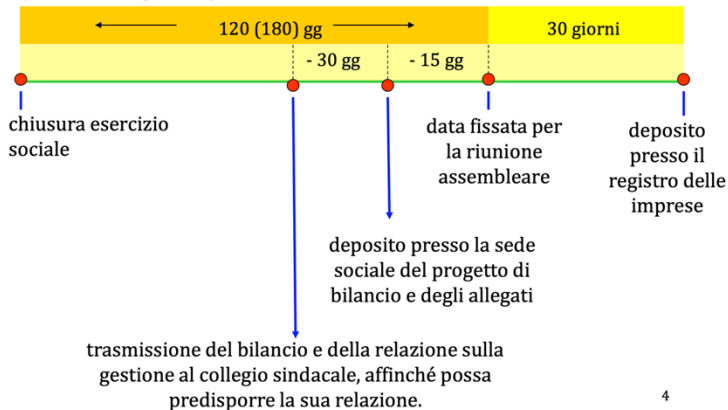 120 (180) gg
30 giorni
- 30 gg
- 15 gg
chiusura esercizio
sociale
data fissata per
la riunione
assembleare
deposito
presso il
registro delle
imprese
deposito presso la sede
sociale del progetto di
bilancio e degli allegati
trasmissione del bilancio e della relazione sulla
gestione al collegio sindacale, affinché possa
predisporre la sua relazione.
4